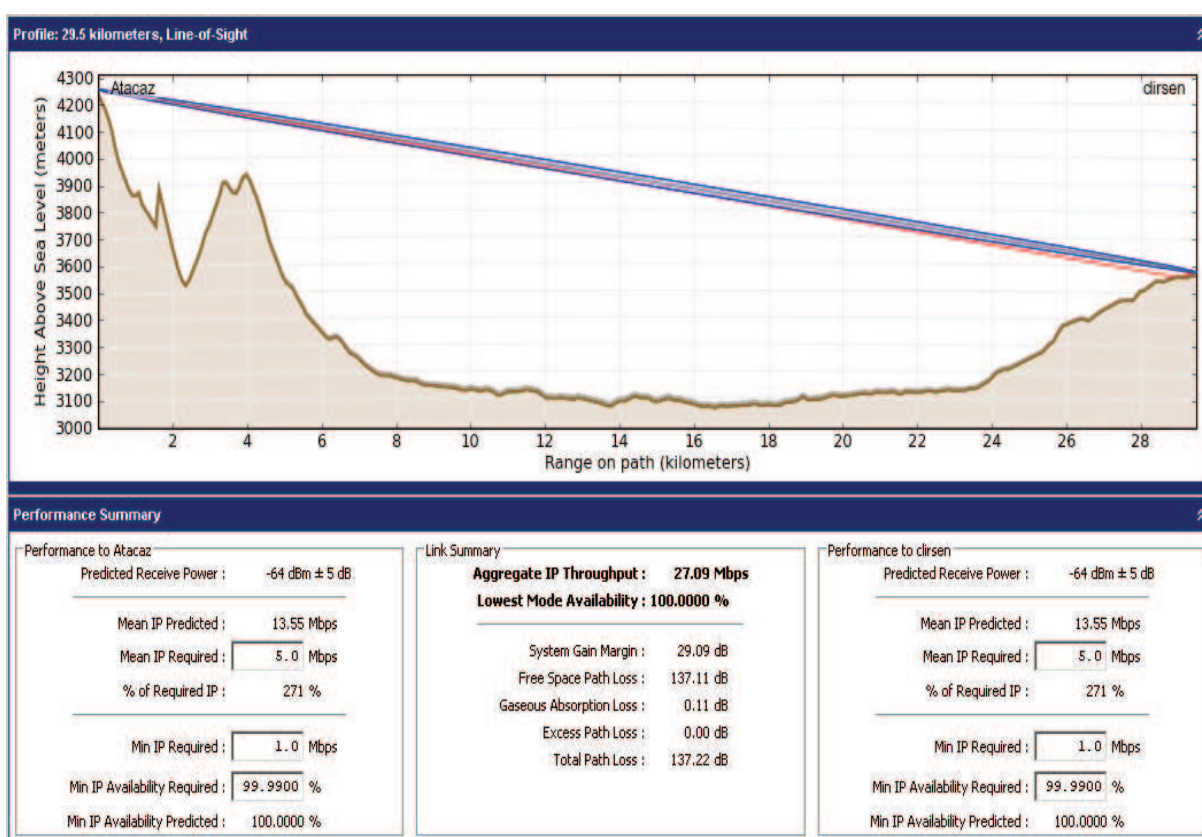 Profile: 29.5 kilometers, Line-of-Sight
Height Above Sea Level (meters)
4300
4200
4100
4000
3900
3800
3700
3600
3500
3400
3300
3200
3100
3000
Atacaz
clirsen
2 4 6 8 10 12 14 16 18 20 22 24 26 28
Range on path (kilometers)
Performance Summary
Performance to Atacaz
Predicted Receive Power : -64 dBm ± 5 dB
Mean IP Predicted : 13.55 Mbps
Mean IP Required : 5.0 Mbps
% of Required IP : 271 %
Min IP Required : 1.0 Mbps
Min IP Availability Required : 99.9900 %
Min IP Availability Predicted : 100.0000 %
Link Summary
Aggregate IP Throughput : 27.09 Mbps
Lowest Mode Availability : 100.0000 %
System Gain Margin : 29.09 dB
Free Space Path Loss : 137.11 dB
Gaseous Absorption Loss : 0.11 dB
Excess Path Loss : 0.00 dB
Total Path Loss : 137.22 dB
Performance to clirsen
Predicted Receive Power : -64 dBm ± 5 dB
Mean IP Predicted : 13.55 Mbps
Mean IP Required : 5.0 Mbps
% of Required IP : 271 %
Min IP Required : 1.0 Mbps
Min IP Availability Required : 99.9900 %
Min IP Availability Predicted : 100.0000 %